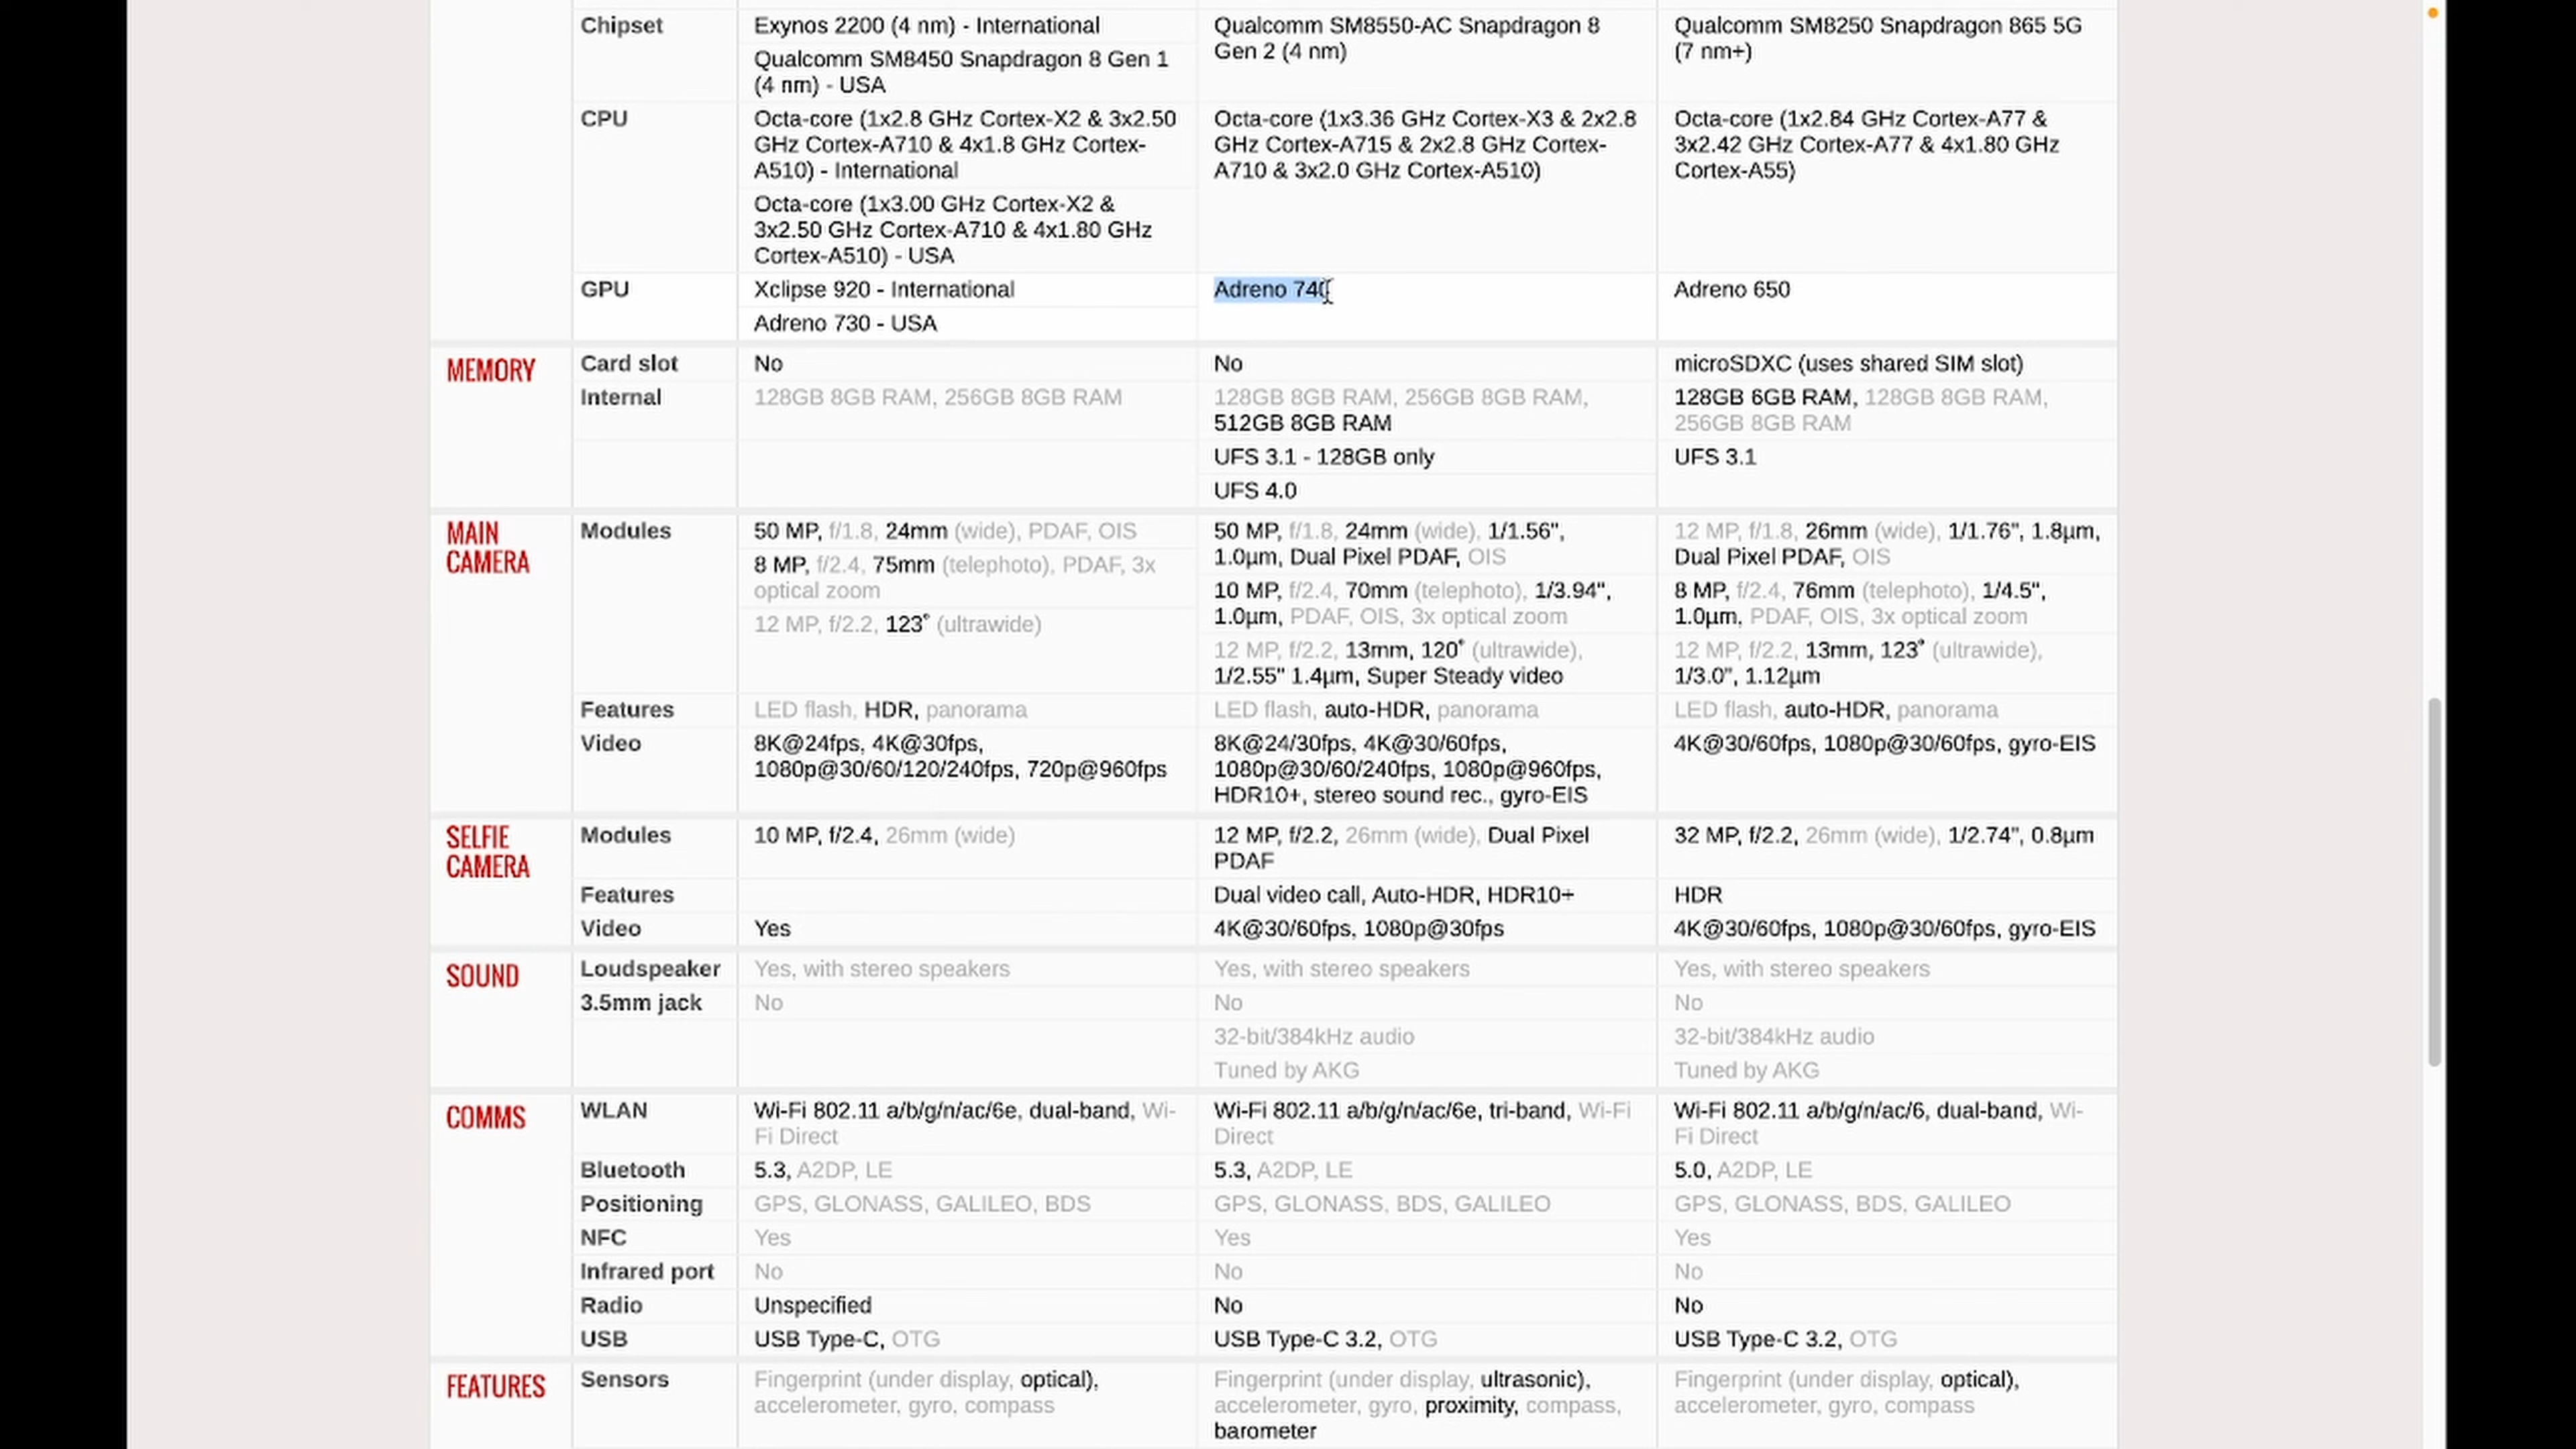 Chipset
Exynos 2200 (4 nm) - International
Qualcomm SM8450 Snapdragon 8 Gen 1
(4 nm) - USA
Qualcomm SM8550-AC Snapdragon 8
Gen 2 (4 nm)
Qualcomm SM8250 Snapdragon 865 5G
(7 nm+)
CPU
Octa-core (1x2.8 GHz Cortex-X2 & 3x2.50
GHz Cortex-A710 & 4x1.8 GHz Cortex-
A510) - International
Octa-core (1x3.00 GHz Cortex-X2 &
3x2.50 GHz Cortex-A710 & 4x1.80 GHz
Cortex-A510) - USA
Octa-core (1x3.36 GHz Cortex-X3 & 2x2.8
GHz Cortex-A715 & 2x2.8 GHz Cortex-
A710 & 3x2.0 GHz Cortex-A510)
Octa-core (1x2.84 GHz Cortex-A77 &
3x2.42 GHz Cortex-A77 & 4x1.80 GHz
Cortex-A55)
GPU
Xclipse 920 - International
Adreno 730 - USA
Adreno 740
Adreno 650
MEMORY
Card slot
No
No
microSDXC (uses shared SIM slot)
Internal
128GB 8GB RAM, 256GB 8GB RAM
128GB 8GB RAM, 256GB 8GB RAM,
512GB 8GB RAM
128GB 6GB RAM, 128GB 8GB RAM,
256GB 8GB RAM
UFS 3.1 - 128GB only
UFS 4.0
UFS 3.1
MAIN
CAMERA
Modules
50 MP, f/1.8, 24mm (wide), PDAF, OIS
8 MP, f/2.4, 75mm (telephoto), PDAF, 3x
optical zoom
12 MP, f/2.2, 123˚ (ultrawide)
50 MP, f/1.8, 24mm (wide), 1/1.56",
1.0µm, Dual Pixel PDAF, OIS
10 MP, f/2.4, 70mm (telephoto), 1/3.94",
1.0µm, PDAF, OIS, 3x optical zoom
12 MP, f/2.2, 13mm, 120˚ (ultrawide),
1/2.55" 1.4µm, Super Steady video
12 MP, f/1.8, 26mm (wide), 1/1.76", 1.8µm,
Dual Pixel PDAF, OIS
8 MP, f/2.4, 76mm (telephoto), 1/4.5",
1.0µm, PDAF, OIS, 3x optical zoom
12 MP, f/2.2, 13mm, 123˚ (ultrawide),
1/3.0", 1.12µm
Features
LED flash, HDR, panorama
LED flash, auto-HDR, panorama
LED flash, auto-HDR, panorama
Video
8K@24fps, 4K@30fps,
1080p@30/60/120/240fps, 720p@960fps
8K@24/30fps, 4K@30/60fps,
1080p@30/60/240fps, 1080p@960fps,
HDR10+, stereo sound rec., gyro-EIS
4K@30/60fps, 1080p@30/60fps, gyro-EIS
SELFIE
CAMERA
Modules
10 MP, f/2.4, 26mm (wide)
12 MP, f/2.2, 26mm (wide), Dual Pixel
PDAF
32 MP, f/2.2, 26mm (wide), 1/2.74", 0.8µm
Features
Dual video call, Auto-HDR, HDR10+
HDR
Video
Yes
4K@30/60fps, 1080p@30fps
4K@30/60fps, 1080p@30/60fps, gyro-EIS
SOUND
Loudspeaker
Yes, with stereo speakers
Yes, with stereo speakers
Yes, with stereo speakers
3.5mm jack
No
No
No
32-bit/384kHz audio
32-bit/384kHz audio
Tuned by AKG
Tuned by AKG
COMMS
WLAN
Wi-Fi 802.11 a/b/g/n/ac/6e, dual-band, Wi-
Fi Direct
Wi-Fi 802.11 a/b/g/n/ac/6e, tri-band, Wi-Fi
Direct
Wi-Fi 802.11 a/b/g/n/ac/6, dual-band, Wi-
Fi Direct
Bluetooth
5.3, A2DP, LE
5.3, A2DP, LE
5.0, A2DP, LE
Positioning
GPS, GLONASS, GALILEO, BDS
GPS, GLONASS, BDS, GALILEO
GPS, GLONASS, BDS, GALILEO
NFC
Yes
Yes
Yes
Infrared port
No
No
No
Radio
Unspecified
No
No
USB
USB Type-C, OTG
USB Type-C 3.2, OTG
USB Type-C 3.2, OTG
FEATURES
Sensors
Fingerprint (under display, optical),
accelerometer, gyro, compass
Fingerprint (under display, ultrasonic),
accelerometer, gyro, proximity, compass,
barometer
Fingerprint (under display, optical),
accelerometer, gyro, compass